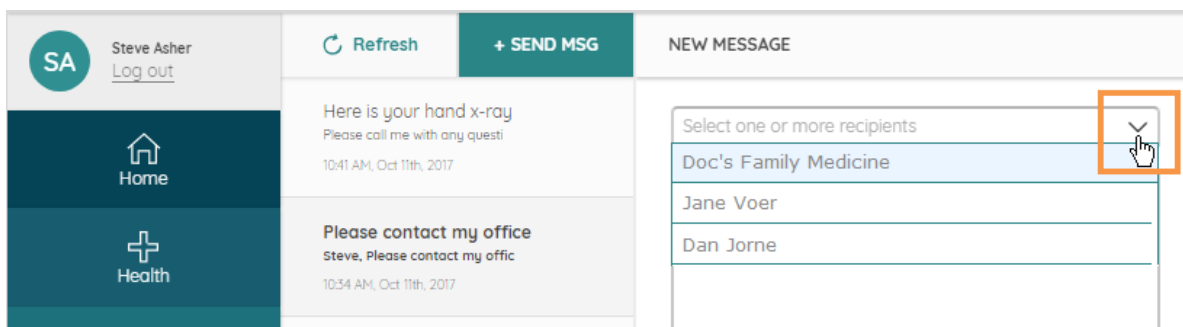 SA
Steve Asher
Log out
Home
Health
Refresh
+ SEND MSG
Here is your hand x-ray
Please call me with any questi
10:41 AM, Oct 11th, 2017
Please contact my office
Steve, Please contact my offic
10:34 AM, Oct 11th, 2017
NEW MESSAGE
Select one or more recipients
Doc's Family Medicine
Jane Voer
Dan Jorne